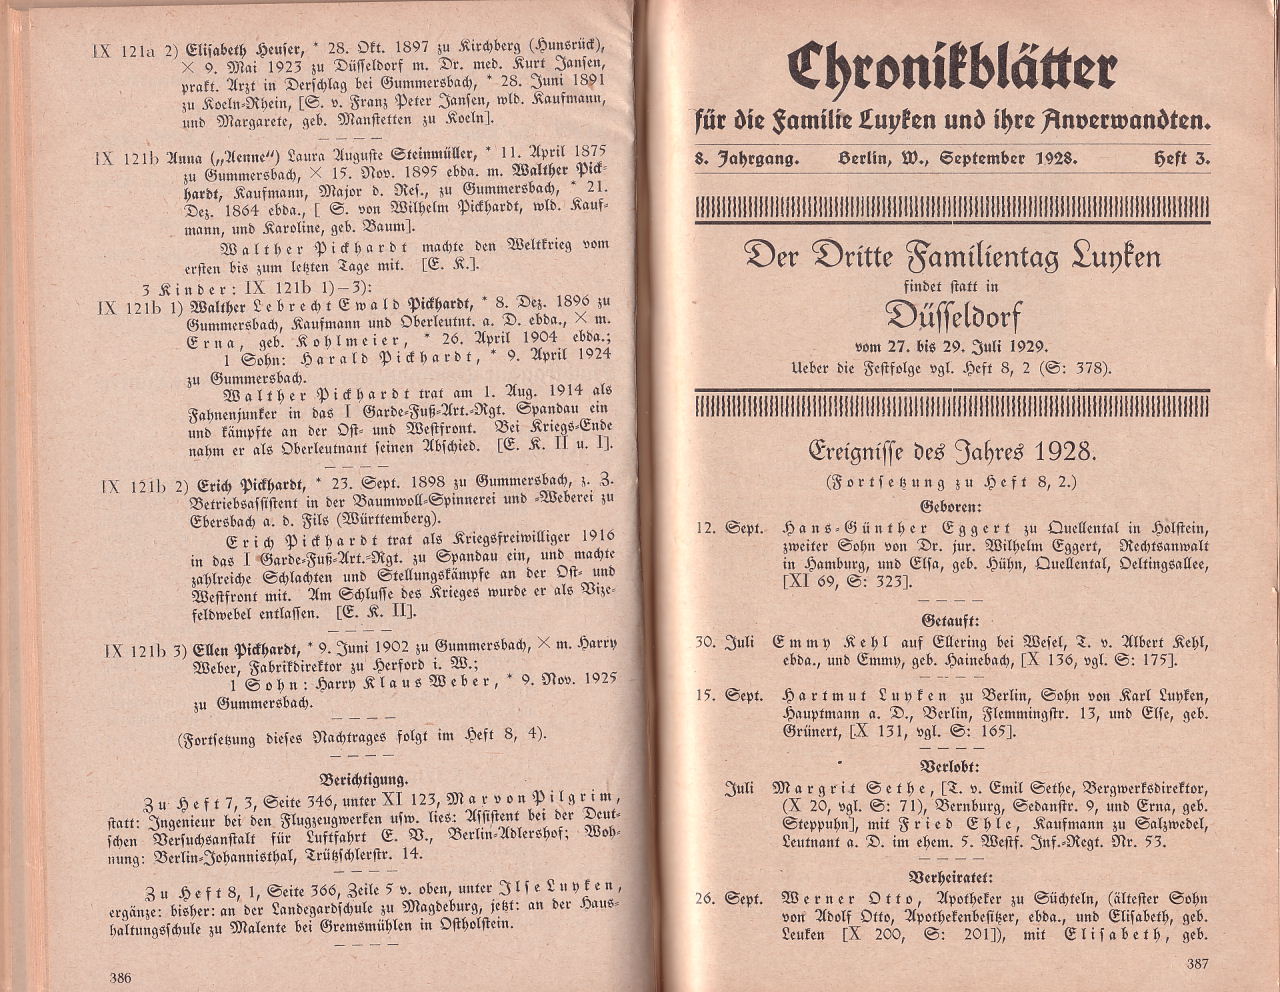 IX 121a 2) Elisabeth Heuser, * 28. Okt. 1897 zu Kirchberg (Hunsrück),
× 9. Mai 1923 zu Düsseldorf m. Dr. med. Kurt Jansen,
prakt. Arzt in Derschlag bei Gummersbach, * 28. Juni 1891
zu Koeln-Rhein, [S. v. Franz Peter Jansen, wld. Kaufmann,
und Margarete, geb. Manstetten zu Koeln].
IX 121b Anna („Aenne“) Laura Auguste Steinmüller, * 11. April 1875
zu Gummersbach, × 15. Nov. 1895 ebda. m. Walther Pick-
hardt, Kaufmann, Major d. Res., zu Gummersbach, * 21.
Dez. 1864 ebda., [ S. von Wilhelm Pickhardt, wld. Kauf-
mann, und Karoline, geb. Baum].
Walther Pickhardt machte den Weltkrieg vom
ersten bis zum letzten Tage mit. [E. K.].
3 Kinder: IX 121b 1)—3):
IX 121b 1) Walther Lebrecht Ewald Pickhardt, * 8. Dez. 1896 zu
Gummersbach, Kaufmann und Oberleutnt. a. D. ebda., × m.
Erna, geb. Kohlmeier, * 26. April 1904 ebda.;
1 Sohn: Harald Pickhardt, * 9. April 1924
zu Gummersbach.
Walther Pickhardt trat am 1. Aug. 1914 als
Fahnenjunker in das I Garde-Fuß-Art.-Rgt. Spandau ein
und kämpfte an der Ost- und Westfront. Bei Kriegs-Ende
nahm er als Oberleutnant seinen Abschied. [E. K. II u. I].
IX 121b 2) Erich Pickhardt, * 23. Sept. 1898 zu Gummersbach, z. Z.
Betriebsassistent in der Baumwoll-Spinnerei und -Weberei zu
Ebersbach a. d. Fils (Württemberg).
Erich Pickhardt trat als Kriegsfreiwilliger 1916
in das I Garde-Fuß-Art.-Rgt. zu Spandau ein, und machte
zahlreiche Schlachten und Stellungskämpfe an der Ost- und
Westfront mit. Am Schlusse des Krieges wurde er als Vize-
feldwebel entlassen. [E. K. II].
IX 121b 3) Ellen Pickhardt, * 9. Juni 1902 zu Gummersbach, × m. Harry
Weber, Fabrikdirektor zu Herford i. W.;
1 Sohn: Harry Klaus Weber, * 9. Nov. 1925
zu Gummersbach.
(Fortsetzung dieses Nachtrages folgt im Heft 8, 4).
Berichtigung.
Zu Heft 7, 3, Seite 346, unter XI 123, Marvon Pilgrim,
statt: Ingenieur bei den Flugzeugwerken usw. lies: Assistent bei der Deut-
schen Versuchsanstalt für Luftfahrt E. V., Berlin-Adlershof; Woh-
nung: Berlin-Johannisthal, Trützschlerstr. 14.
Zu Heft 8, 1, Seite 366, Zeile 5 v. oben, unter Ilse Luyken,
ergänze: bisher: an der Landegardschule zu Magdeburg, jetzt: an der Haus-
haltungsschule zu Malente bei Gremsmühlen in Ostholstein.
386
Chronikblätter
für die Familie Luyken und ihre Anverwandten.
8. Jahrgang. Berlin, W., September 1928. Heft 3.
Der Dritte Familientag Luyken
findet statt in
Düsseldorf
vom 27. bis 29. Juli 1929.
Ueber die Festfolge vgl. Heft 8, 2 (S: 378).
Ereignisse des Jahres 1928.
(Fortsetzung zu Heft 8, 2.)
Geboren:
12. Sept. Hans-Günther Eggert zu Quellental in Holstein,
zweiter Sohn von Dr. jur. Wilhelm Eggert, Rechtsanwalt
in Hamburg, und Elsa, geb. Hühn, Quellental, Oeltingsallee,
[XI 69, S: 323].
Getauft:
30. Juli Emmy Kehl auf Ellering bei Wesel, T. v. Albert Kehl,
ebda., und Emmy, geb. Hainebach, [X 136, vgl. S: 175].
15. Sept. Hartmut Luyken zu Berlin, Sohn von Karl Luyken,
Hauptmann a. D., Berlin, Flemmingstr. 13, und Else, geb.
Grünert, [X 131, vgl. S: 165].
Verlobt:
Juli Margrit Sethe, [T. v. Emil Sethe, Bergwerksdirektor,
(X 20, vgl. S: 71), Bernburg, Sedanstr. 9, und Erna, geb.
Steppuhn], mit Fried Ehle, Kaufmann zu Salzwedel,
Leutnant a. D. im ehem. 5. Westf. Inf.-Regt. Nr. 53.
Verheiratet:
26. Sept. Werner Otto, Apotheker zu Süchteln, (ältester Sohn
von Adolf Otto, Apothekenbesitzer, ebda., und Elisabeth, geb.
Leuken [X 200, S: 201]), mit Elisabeth, geb.
387